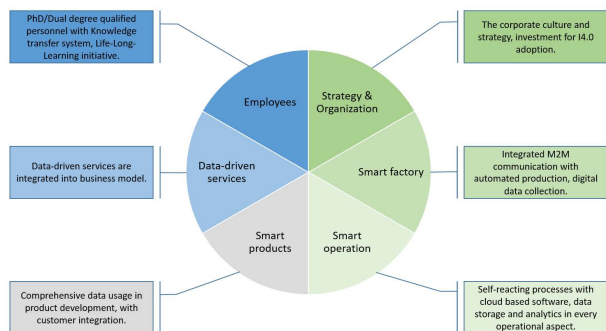 PhD/Dual degree qualified
personnel with Knowledge
transfer system, Life-Long-
Learning initiative.
The corporate culture and
strategy, investment for I4.0
adoption.
Employees
Strategy &
Organization
Data-driven services are
integrated into business model.
Data-driven
services
Smart factory
Integrated M2M
communication with
automated production, digital
data collection.
Smart
products
Smart
operation
Comprehensive data usage in
product development, with
customer integration.
Self-reacting processes with
cloud based software, data
storage and analytics in every
operational aspect.